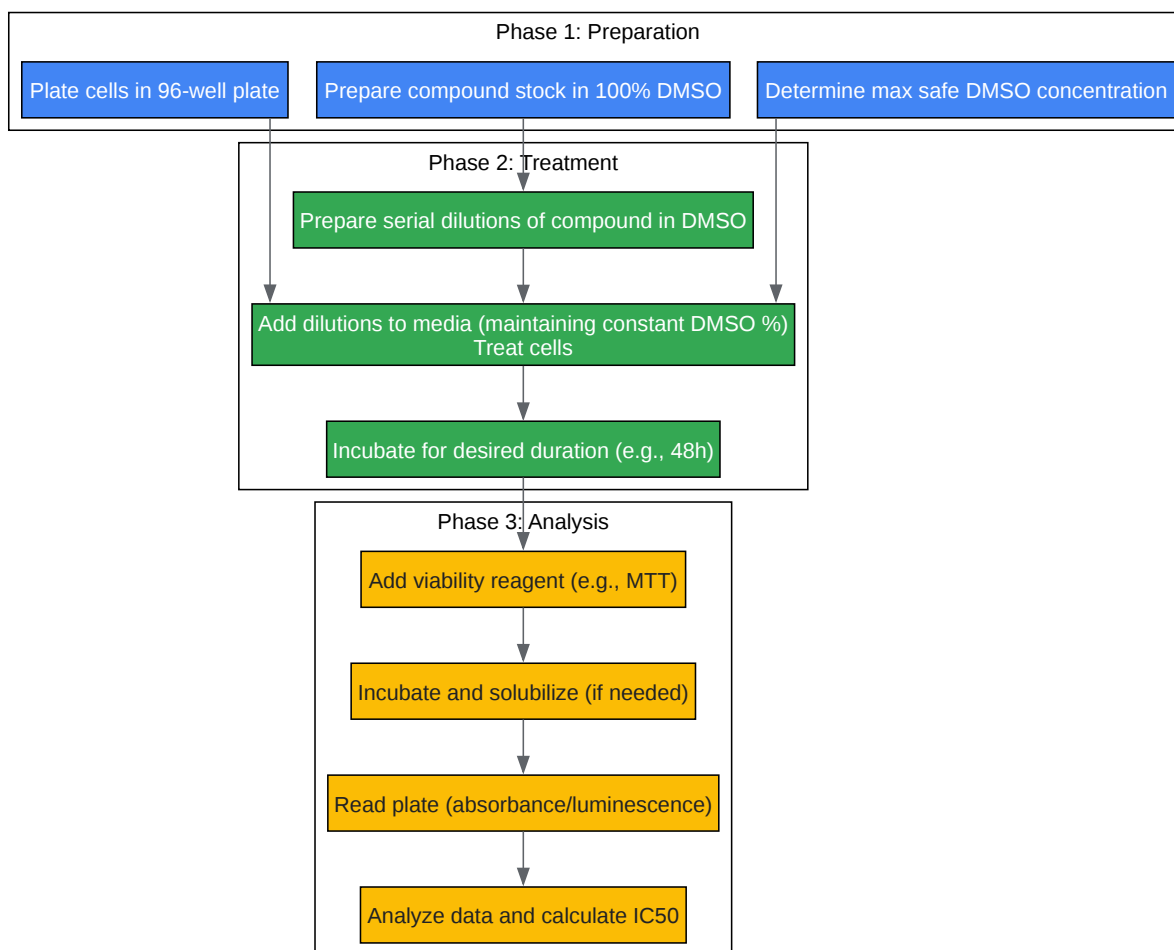 Phase 1: Preparation
Plate cells in 96-well plate
Prepare compound stock in 100% DMSO
Determine max safe DMSO concentration
Phase 2: Treatment
Prepare serial dilutions of compound in DMSO
Add dilutions to media (maintaining constant DMSO %)
Treat cells
Incubate for desired duration (e.g., 48h)
Phase 3: Analysis
Add viability reagent (e.g., MTT)
Incubate and solubilize (if needed)
Read plate (absorbance/luminescence)
Analyze data and calculate IC50